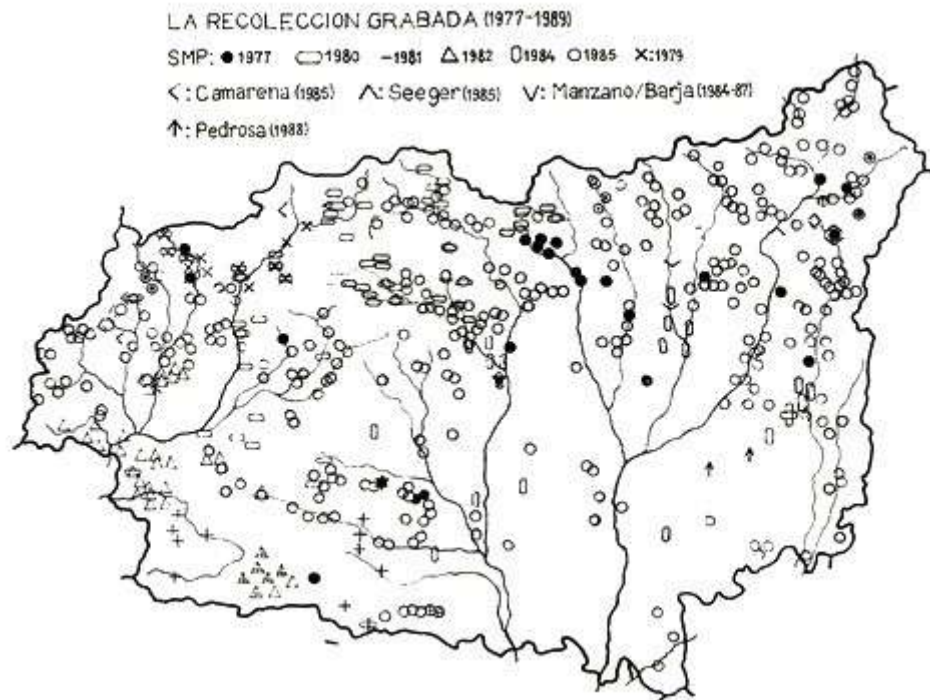 LA RECOLECCION GRABADA (1977-1989)
SMP: 1977 1980 1981 1982 1984 1985 X:1979
<: Camarena (1985) Λ: Seeger (1985) V: Manzano/Barja (1984-87)
↑: Pedrosa (1988)